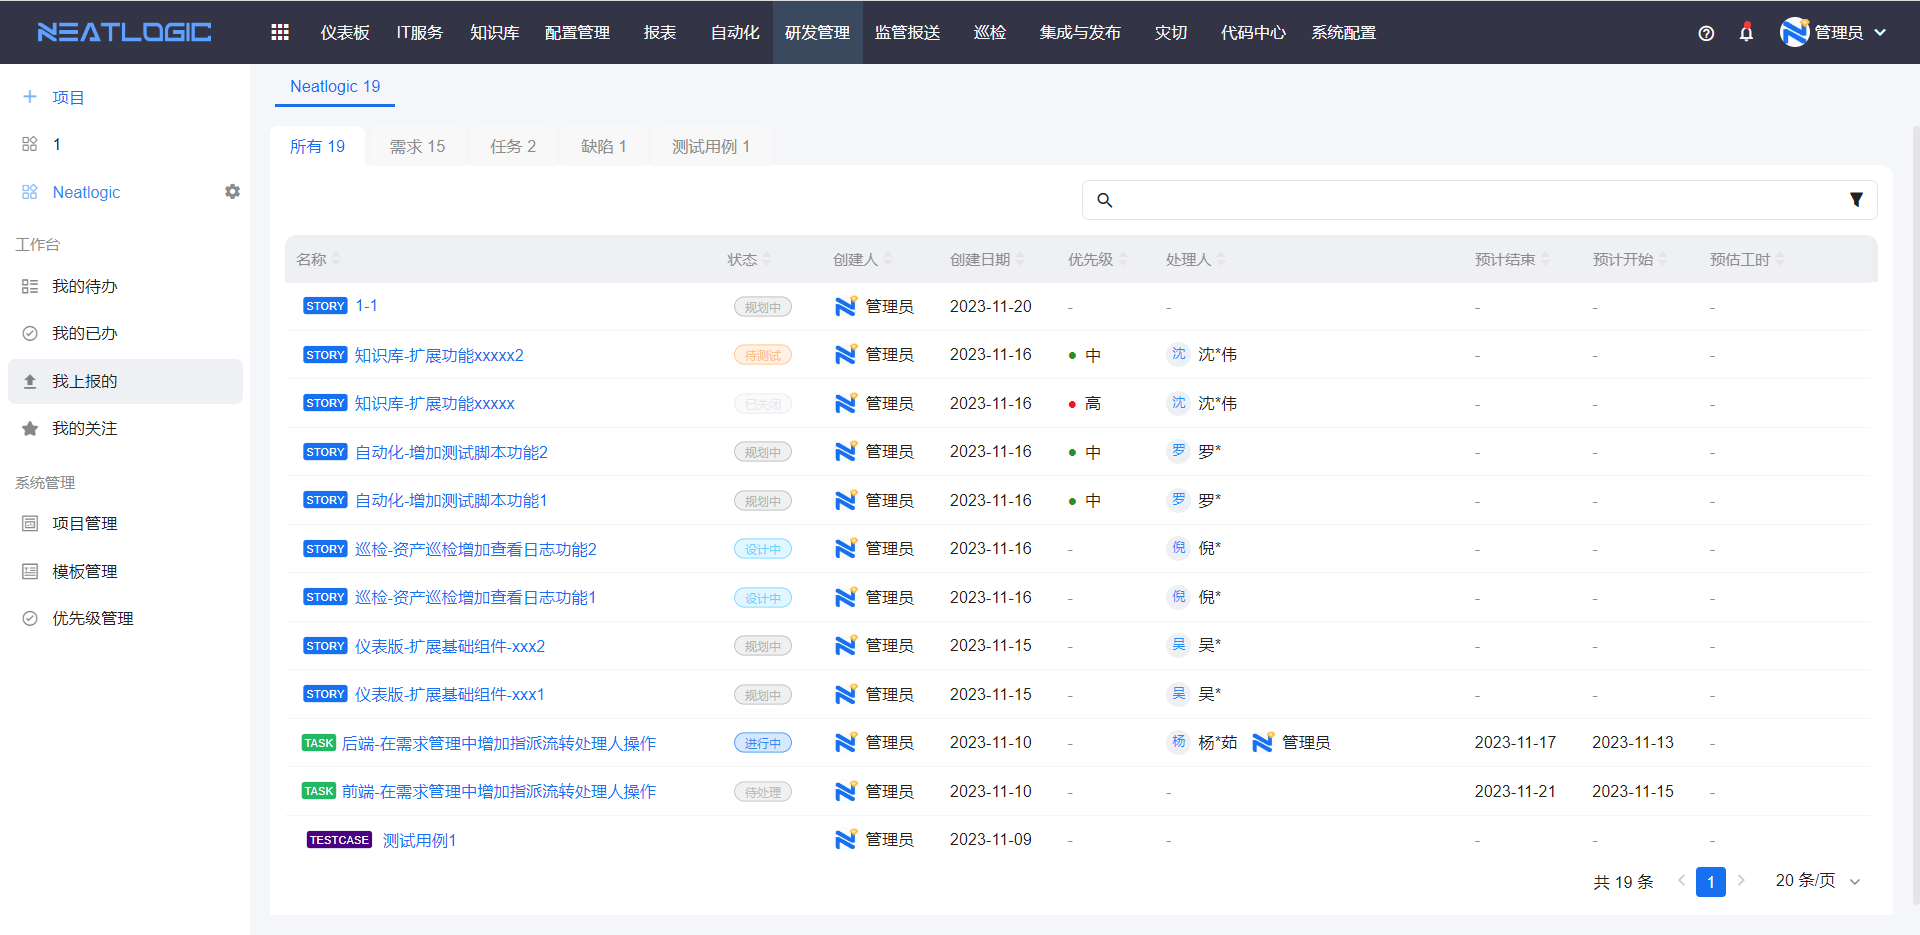 NEATLOGIC 仪表板 IT服务 知识库 配置管理 报表 自动化 研发管理 监管报送 巡检 集成与发布 灾切 代码中心 系统配置 管理员
项目
1
Neatlogic
工作台
我的待办
我的已办
我上报的
我的关注
系统管理
项目管理
模板管理
优先级管理
Neatlogic 19
所有 19 需求 15 任务 2 缺陷 1 测试用例 1
名称 状态 创建人 创建日期 优先级 处理人 预计结束 预计开始 预估工时
STORY 1-1 规划中 管理员 2023-11-20 - - - - -
STORY 知识库-扩展功能xxxxx2 待测试 管理员 2023-11-16 中 沈 沈*伟 - - -
STORY 知识库-扩展功能xxxxx 已关闭 管理员 2023-11-16 高 沈 沈*伟 - - -
STORY 自动化-增加测试脚本功能2 规划中 管理员 2023-11-16 中 罗 罗* - - -
STORY 自动化-增加测试脚本功能1 规划中 管理员 2023-11-16 中 罗 罗* - - -
STORY 巡检-资产巡检增加查看日志功能2 设计中 管理员 2023-11-16 - 倪 倪* - - -
STORY 巡检-资产巡检增加查看日志功能1 设计中 管理员 2023-11-16 - 倪 倪* - - -
STORY 仪表版-扩展基础组件-xxx2 规划中 管理员 2023-11-15 - 吴 吴* - - -
STORY 仪表版-扩展基础组件-xxx1 规划中 管理员 2023-11-15 - 吴 吴* - - -
TASK 后端-在需求管理中增加指派流转处理人操作 进行中 管理员 2023-11-10 - 杨 杨*茹 管理员 2023-11-17 2023-11-13 -
TASK 前端-在需求管理中增加指派流转处理人操作 待处理 管理员 2023-11-10 - - 2023-11-21 2023-11-15 -
TESTCASE 测试用例1 管理员 2023-11-09 - - - - -
共 19 条 1 20 条/页